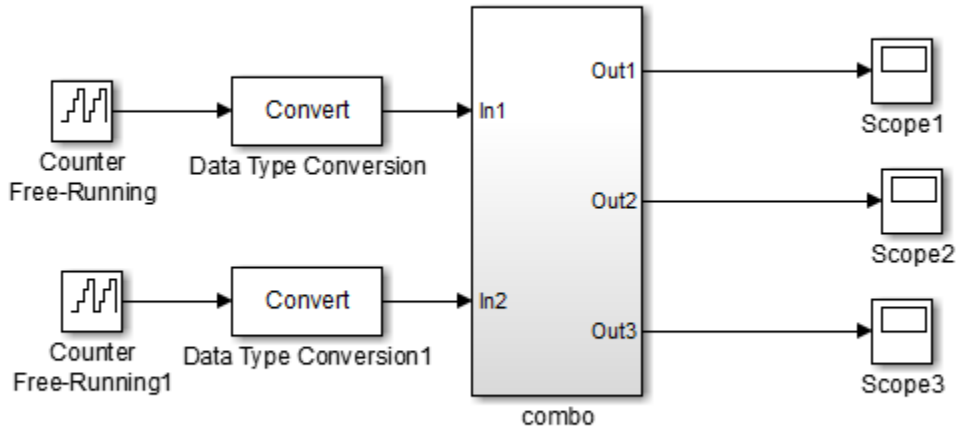 Counter
Free-Running
Convert
Data Type Conversion
In1
Out1
Scope1
Out2
Scope2
Counter
Free-Running1
Convert
Data Type Conversion1
In2
Out3
Scope3
combo